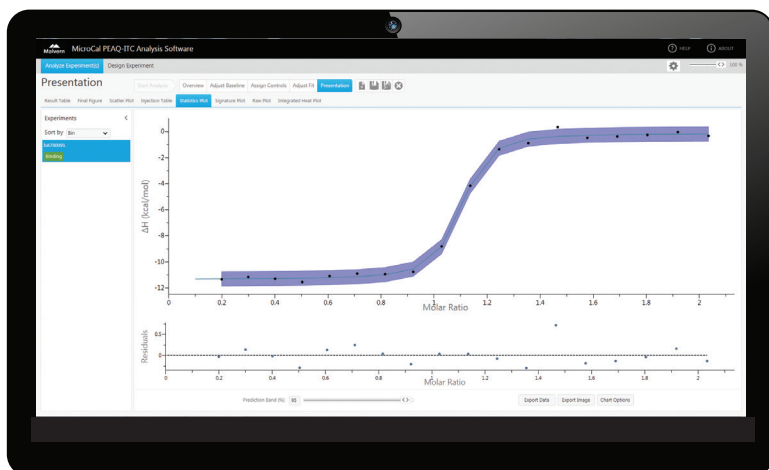 Malvern MicroCal PEAQ-ITC Analysis Software ? HELP i ABOUT
Analyze Experiment(s) Design Experiment 100 %
Presentation Start Analysis Overview Adjust Baseline Assign Controls Adjust Fit Presentation
Result Table Final Figure Scatter Plot Injection Table Statistics Plot Signature Plot Raw Plot Integrated Heat Plot
Experiments <
Sort by Bin
Binding
ΔH (kcal/mol)
0
-2
-4
-6
-8
-10
-12
0 0.2 0.4 0.6 0.8 1 1.2 1.4 1.6 1.8 2
Molar Ratio
Residuals
0.5
0
0 0.2 0.4 0.6 0.8 1 1.2 1.4 1.6 1.8 2
Molar Ratio
Prediction Band (%) 95 <> Export Data Export Image Chart Options